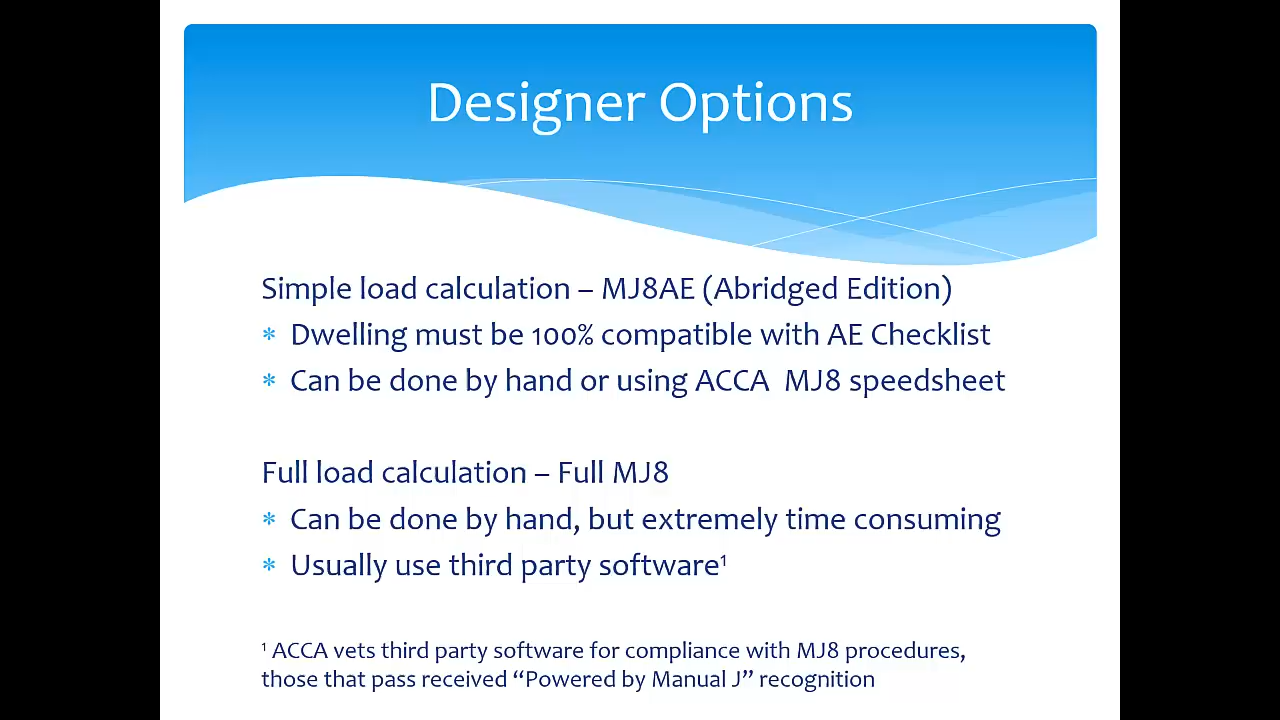 Designer Options
Simple load calculation – MJ8AE (Abridged Edition)
* Dwelling must be 100% compatible with AE Checklist
* Can be done by hand or using ACCA  MJ8 speedsheet
Full load calculation – Full MJ8
* Can be done by hand, but extremely time consuming
* Usually use third party software¹
¹ ACCA vets third party software for compliance with MJ8 procedures,
those that pass received “Powered by Manual J” recognition